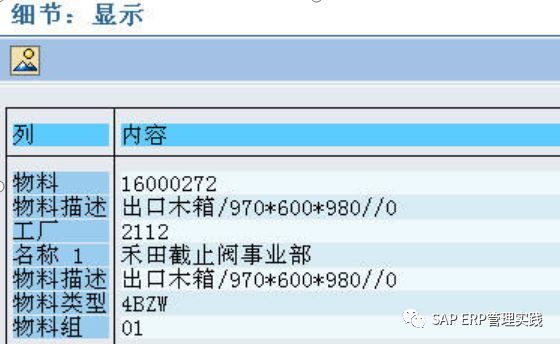 细节：显示
列 内容
物料 16000272
物料描述 出口木箱/970*600*980//0
工厂 2112
名称 1 禾田截止阀事业部
物料描述 出口木箱/970*600*980//0
物料类型 4BZW
物料组 01
SAP ERP管理实践